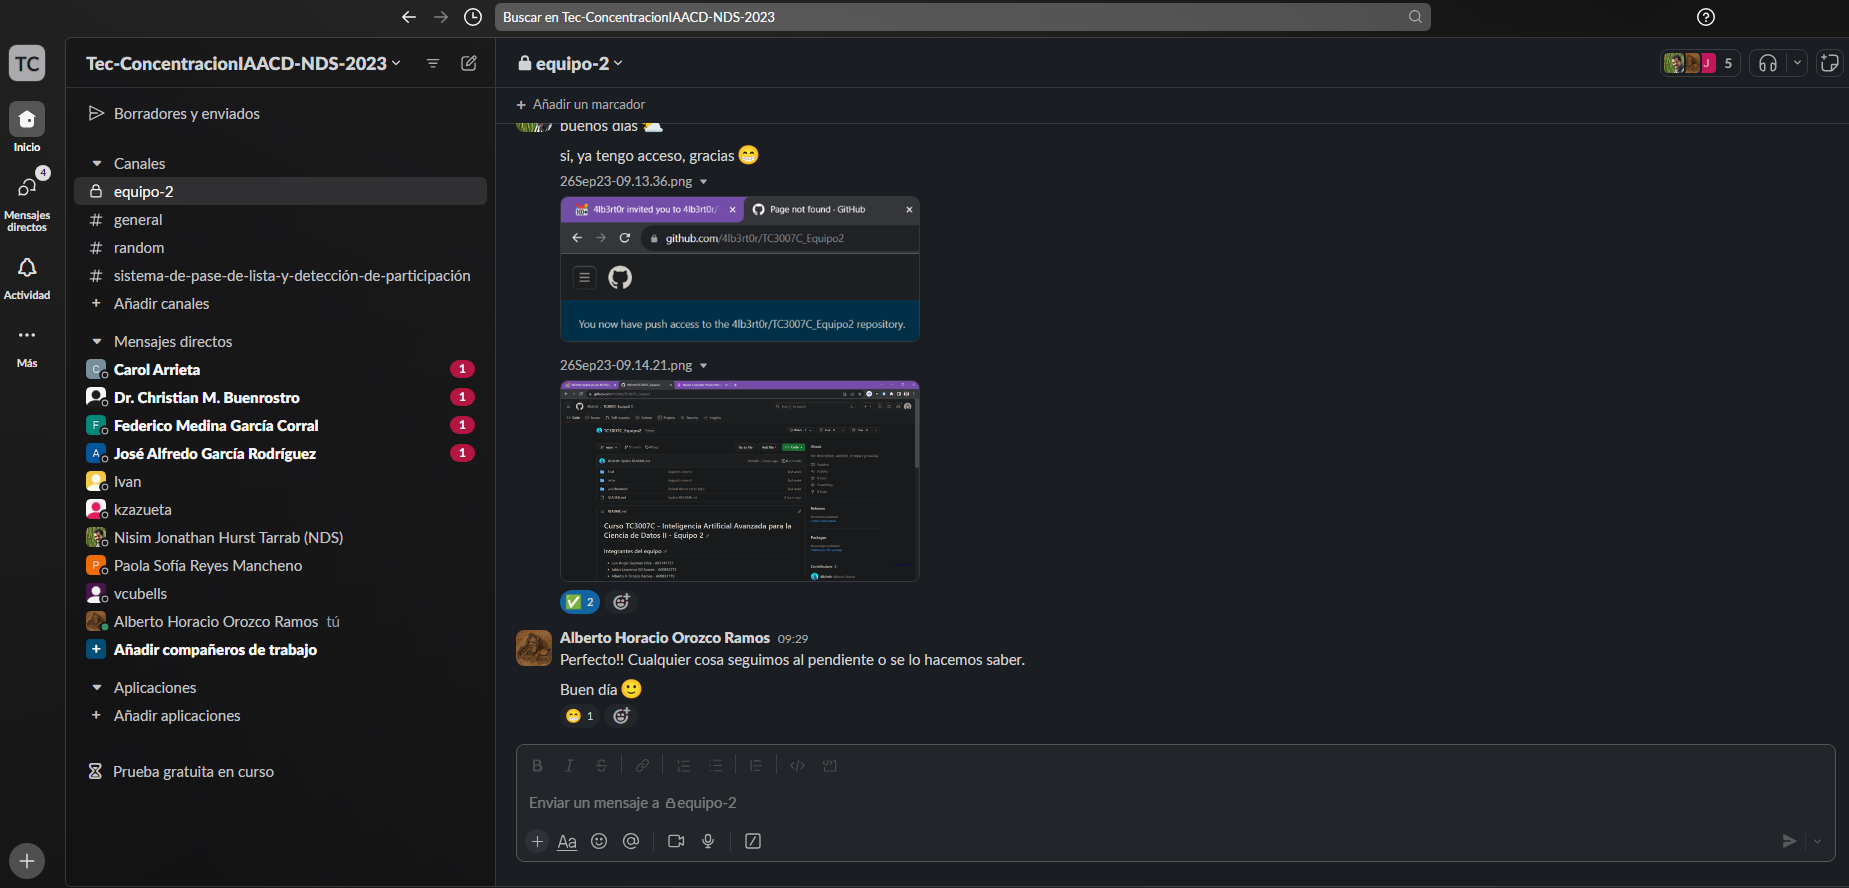 Buscar en Tec-ConcentracionIAACD-NDS-2023
TC
Inicio
4
Mensajes
directos
Actividad
Más
Tec-ConcentracionIAACD-NDS-2023
Borradores y enviados
Canales
equipo-2
general
random
sistema-de-pase-de-lista-y-detección-de-participación
Añadir canales
Mensajes directos
C Carol Arrieta 1
Dr. Christian M. Buenrostro 1
F Federico Medina García Corral 1
A José Alfredo García Rodríguez 1
Ivan
kzazueta
Nisim Jonathan Hurst Tarrab (NDS)
P Paola Sofía Reyes Mancheno
vcubells
Alberto Horacio Orozco Ramos tú
Añadir compañeros de trabajo
Aplicaciones
Añadir aplicaciones
Prueba gratuita en curso
equipo-2
J 5
Añadir un marcador
buenos días
si, ya tengo acceso, gracias
26Sep23-09.13.36.png
4lb3rt0r invited you to 4lb3rt0r/
Page not found · GitHub
github.com/4lb3rt0r/TC3007C_Equipo2
You now have push access to the 4lb3rt0r/TC3007C_Equipo2 repository.
26Sep23-09.14.21.png
TC3007C_Equipo2
Curso TC3007C - Inteligencia Artificial Avanzada para la
Ciencia de Datos II - Equipo 2
Integrantes del equipo
2
Alberto Horacio Orozco Ramos 09:29
Perfecto!! Cualquier cosa seguimos al pendiente o se lo hacemos saber.
Buen día
1
B I S
Enviar un mensaje a equipo-2
Aa